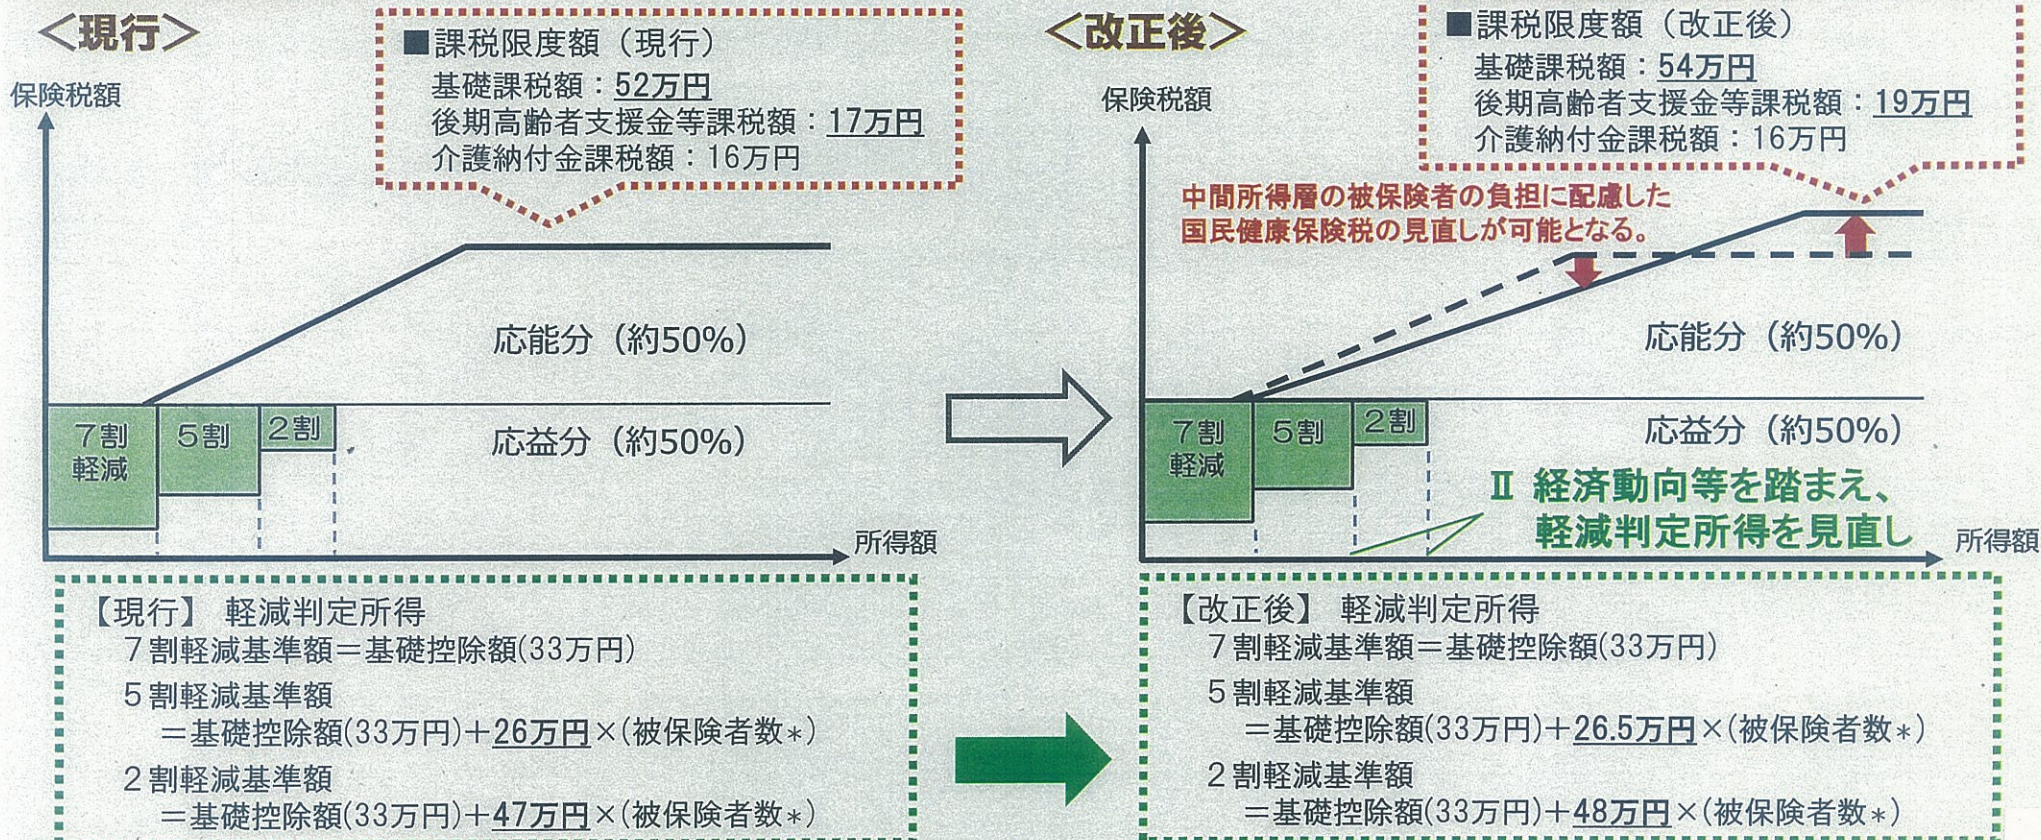 <現行>
■課税限度額（現行）
基礎課税額：52万円
後期高齢者支援金等課税額：17万円
介護納付金課税額：16万円
保険税額
応能分（約50%）
7割
軽減
5割
2割
応益分（約50%）
所得額
【現行】 軽減判定所得
7割軽減基準額＝基礎控除額(33万円)
5割軽減基準額
＝基礎控除額(33万円)＋26万円×(被保険者数*)
2割軽減基準額
＝基礎控除額(33万円)＋47万円×(被保険者数*)
<改正後>
■課税限度額（改正後）
基礎課税額：54万円
後期高齢者支援金等課税額：19万円
介護納付金課税額：16万円
保険税額
中間所得層の被保険者の負担に配慮した
国民健康保険税の見直しが可能となる。
応能分（約50%）
7割
軽減
5割
2割
応益分（約50%）
Ⅱ 経済動向等を踏まえ、
軽減判定所得を見直し
所得額
【改正後】 軽減判定所得
7割軽減基準額＝基礎控除額(33万円)
5割軽減基準額
＝基礎控除額(33万円)＋26.5万円×(被保険者数*)
2割軽減基準額
＝基礎控除額(33万円)＋48万円×(被保険者数*)